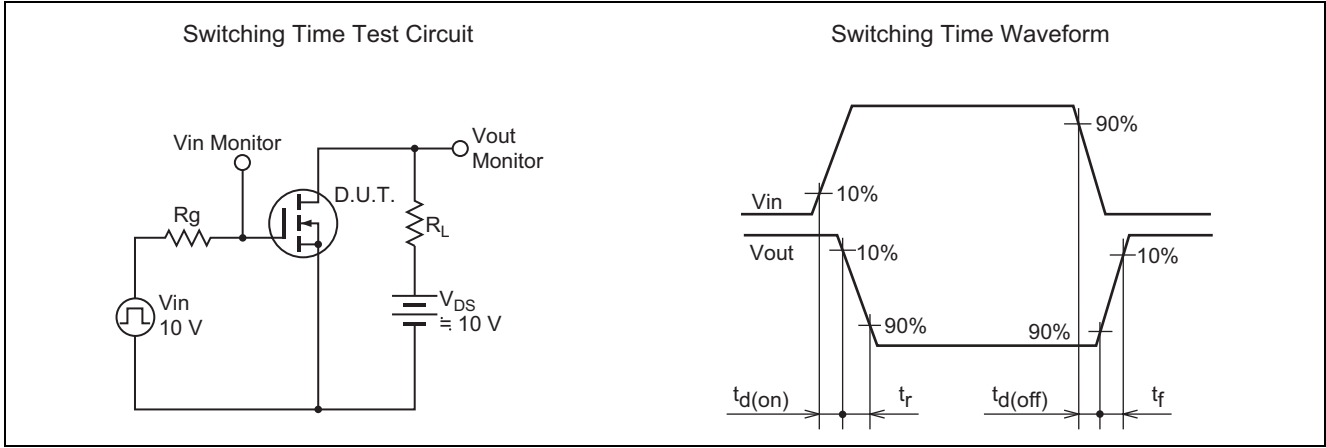 Switching Time Test Circuit
Vin Monitor
Vout
Monitor
D.U.T.
Rg
RL
Vin
10 V
VDS
≒ 10 V
Switching Time Waveform
90%
10%
Vin
Vout
10%
10%
90%
90%
td(on)
tr
td(off)
tf